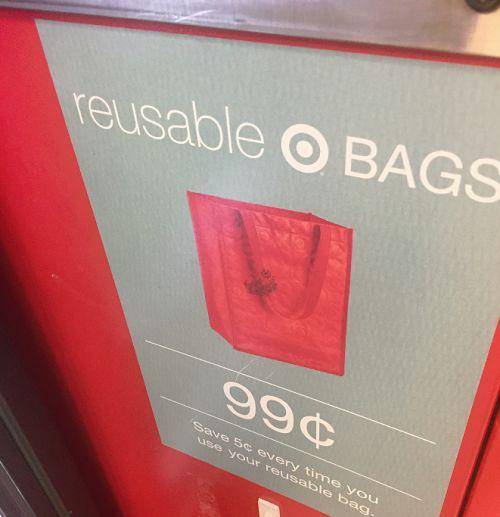 reusable BAGS
99¢
Save 5¢ every time you
use your reusable bag.